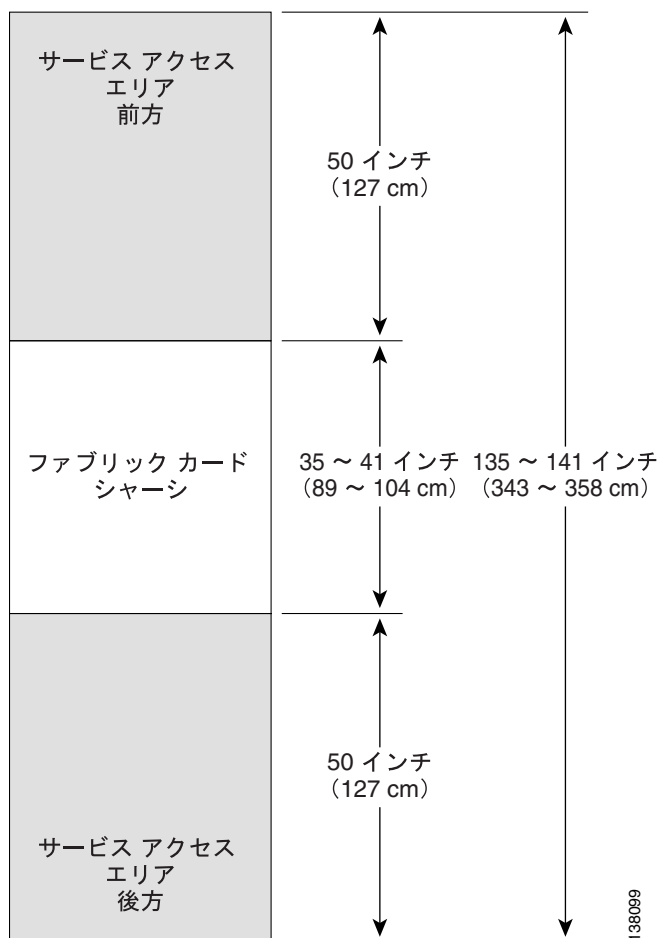 サービス アクセス
エリア
前方
50 インチ
（127 cm）
ファブリック カード
シャーシ
35 ～ 41 インチ
（89 ～ 104 cm）
135 ～ 141 インチ
（343 ～ 358 cm）
50 インチ
（127 cm）
サービス アクセス
エリア
後方
138099